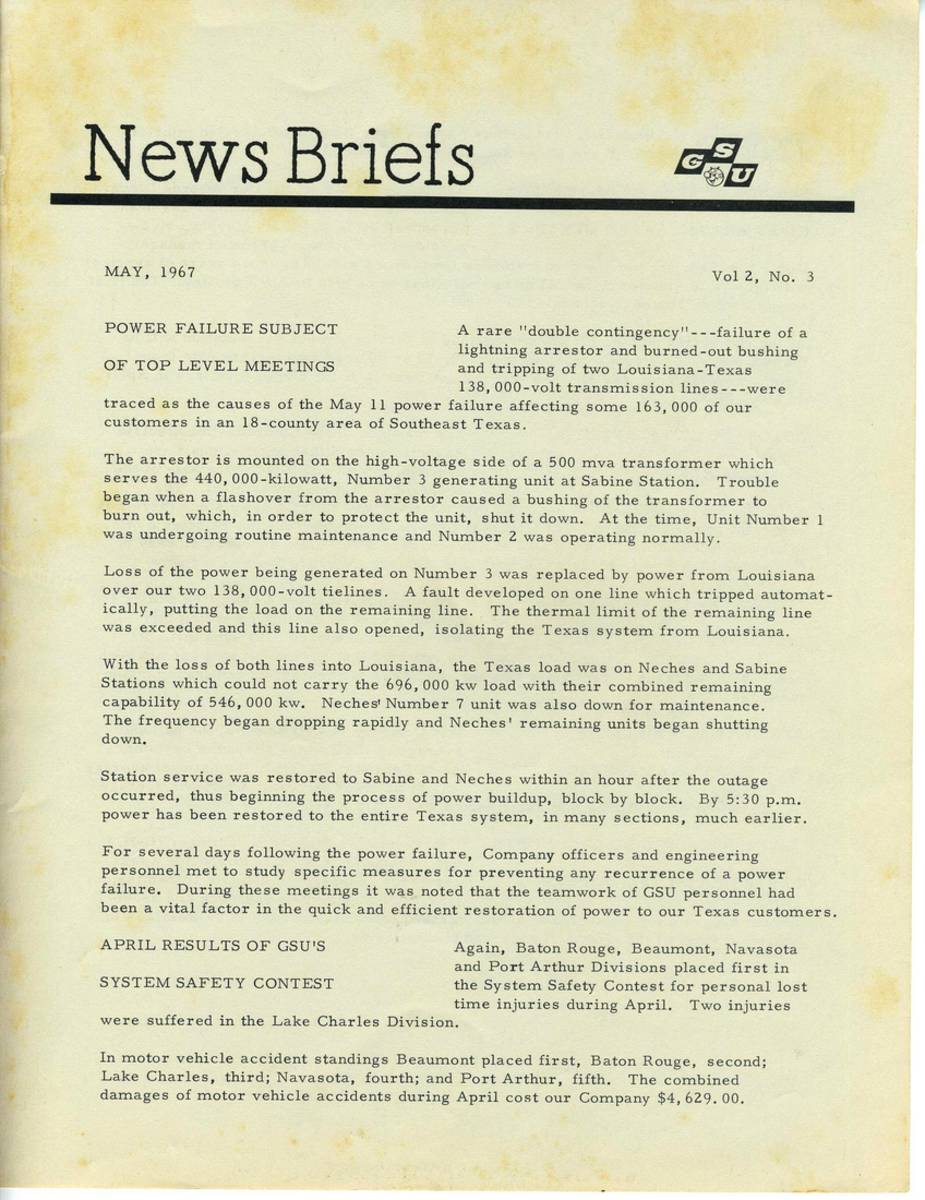 News Briefs
GSU
MAY, 1967
Vol 2, No. 3
POWER FAILURE SUBJECT
OF TOP LEVEL MEETINGS
A rare "double contingency"---failure of a
lightning arrestor and burned-out bushing
and tripping of two Louisiana-Texas
138,000-volt transmission lines---were
traced as the causes of the May 11 power failure affecting some 163,000 of our
customers in an 18-county area of Southeast Texas.
The arrestor is mounted on the high-voltage side of a 500 mva transformer which
serves the 440,000-kilowatt, Number 3 generating unit at Sabine Station. Trouble
began when a flashover from the arrestor caused a bushing of the transformer to
burn out, which, in order to protect the unit, shut it down. At the time, Unit Number 1
was undergoing routine maintenance and Number 2 was operating normally.
Loss of the power being generated on Number 3 was replaced by power from Louisiana
over our two 138,000-volt tielines. A fault developed on one line which tripped automat-
ically, putting the load on the remaining line. The thermal limit of the remaining line
was exceeded and this line also opened, isolating the Texas system from Louisiana.
With the loss of both lines into Louisiana, the Texas load was on Neches and Sabine
Stations which could not carry the 696,000 kw load with their combined remaining
capability of 546,000 kw. Neches' Number 7 unit was also down for maintenance.
The frequency began dropping rapidly and Neches' remaining units began shutting
down.
Station service was restored to Sabine and Neches within an hour after the outage
occurred, thus beginning the process of power buildup, block by block. By 5:30 p.m.
power has been restored to the entire Texas system, in many sections, much earlier.
For several days following the power failure, Company officers and engineering
personnel met to study specific measures for preventing any recurrence of a power
failure. During these meetings it was noted that the teamwork of GSU personnel had
been a vital factor in the quick and efficient restoration of power to our Texas customers.
APRIL RESULTS OF GSU'S
SYSTEM SAFETY CONTEST
Again, Baton Rouge, Beaumont, Navasota
and Port Arthur Divisions placed first in
the System Safety Contest for personal lost
time injuries during April. Two injuries
were suffered in the Lake Charles Division.
In motor vehicle accident standings Beaumont placed first, Baton Rouge, second;
Lake Charles, third; Navasota, fourth; and Port Arthur, fifth. The combined
damages of motor vehicle accidents during April cost our Company $4,629.00.